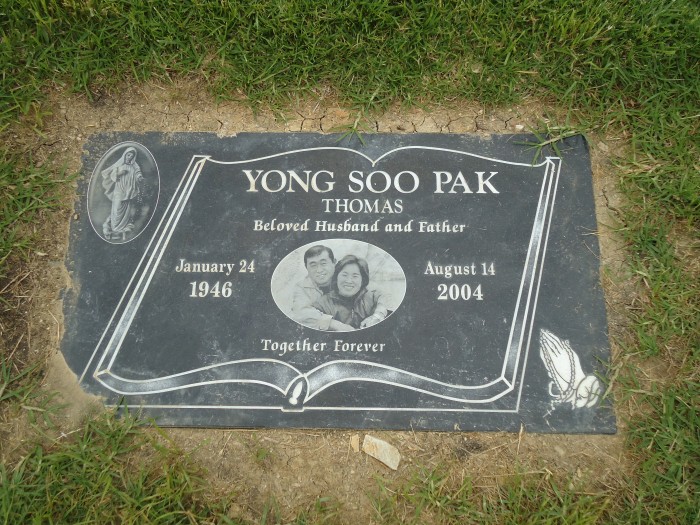 YONG SOO PAK
THOMAS
Beloved Husband and Father
January 24 August 14
1946 2004
Together Forever